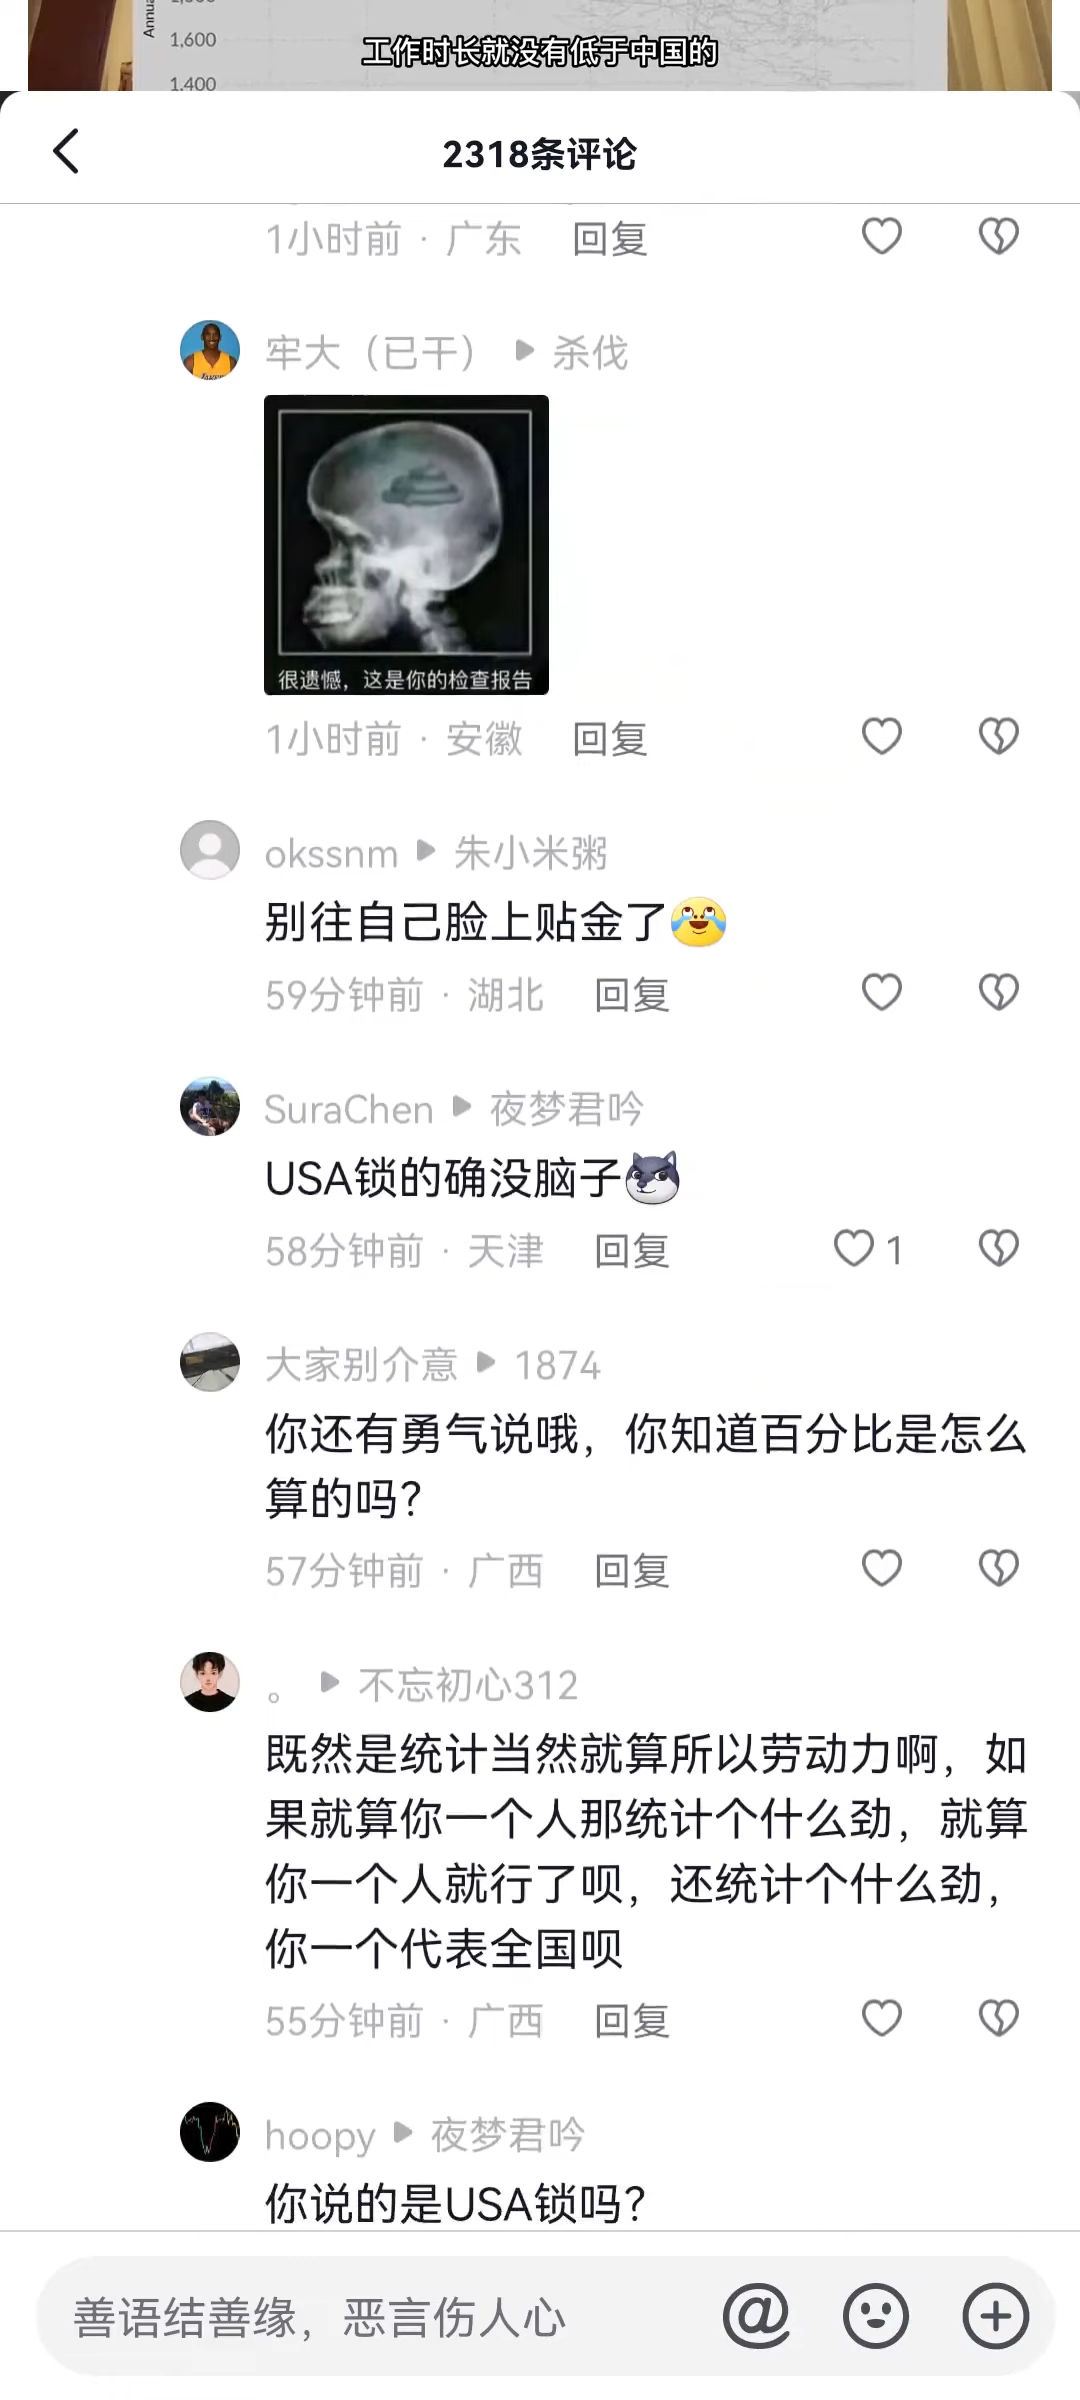 1,600
工作时长就没有低于中国的
1,400
2318条评论
1小时前 · 广东 回复
牢大（已干） ▶ 杀伐
很遗憾，这是你的检查报告
1小时前 · 安徽 回复
okssnm ▶ 朱小米粥
别往自己脸上贴金了
59分钟前 · 湖北 回复
SuraChen ▶ 夜梦君吟
USA锁的确没脑子
58分钟前 · 天津 回复 1
大家别介意 ▶ 1874
你还有勇气说哦，你知道百分比是怎么
算的吗？
57分钟前 · 广西 回复
。 ▶ 不忘初心312
既然是统计当然就算所以劳动力啊，如
果就算你一个人那统计个什么劲，就算
你一个人就行了呗，还统计个什么劲，
你一个代表全国呗
55分钟前 · 广西 回复
hoopy ▶ 夜梦君吟
你说的是USA锁吗？
善语结善缘，恶言伤人心